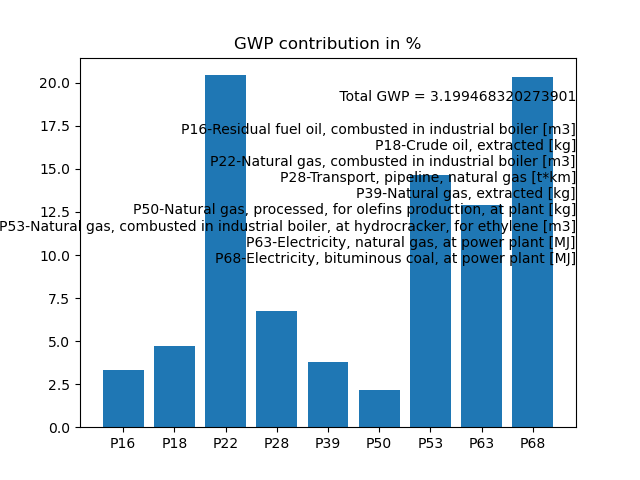 GWP contribution in %
Total GWP = 3.199468320273901
P16-Residual fuel oil, combusted in industrial boiler [m3]
P18-Crude oil, extracted [kg]
P22-Natural gas, combusted in industrial boiler [m3]
P28-Transport, pipeline, natural gas [t*km]
P39-Natural gas, extracted [kg]
P50-Natural gas, processed, for olefins production, at plant [kg]
P53-Natural gas, combusted in industrial boiler, at hydrocracker, for ethylene [m3]
P63-Electricity, natural gas, at power plant [MJ]
P68-Electricity, bituminous coal, at power plant [MJ]
20.0
17.5
15.0
12.5
10.0
7.5
5.0
2.5
0.0
P16 P18 P22 P28 P39 P50 P53 P63 P68